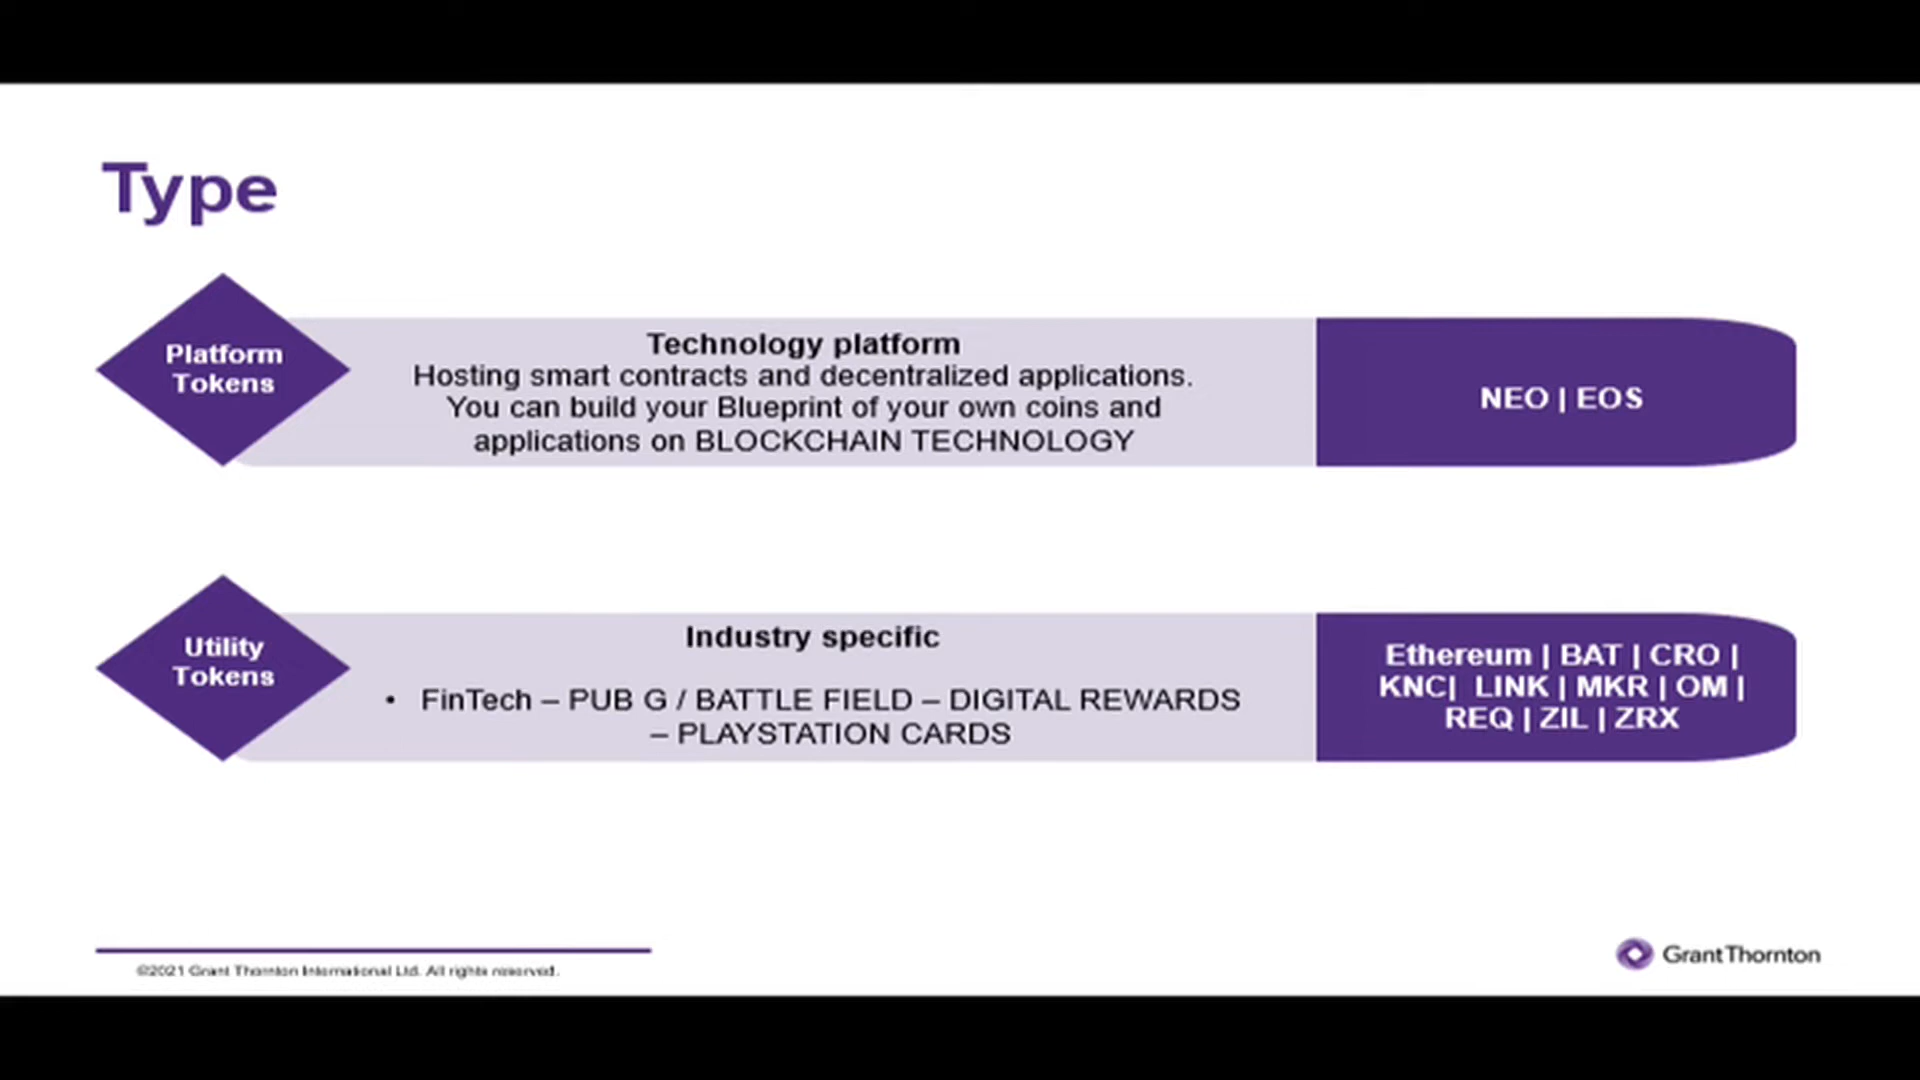 Type
Platform
Tokens
Technology platform
Hosting smart contracts and decentralized applications.
You can build your Blueprint of your own coins and
applications on BLOCKCHAIN TECHNOLOGY
NEO | EOS
Utility
Tokens
Industry specific
• FinTech – PUB G / BATTLE FIELD – DIGITAL REWARDS
– PLAYSTATION CARDS
Ethereum | BAT | CRO |
KNC| LINK | MKR | OM |
REQ | ZIL | ZRX
©2021 Grant Thornton International Ltd. All rights reserved.
Grant Thornton